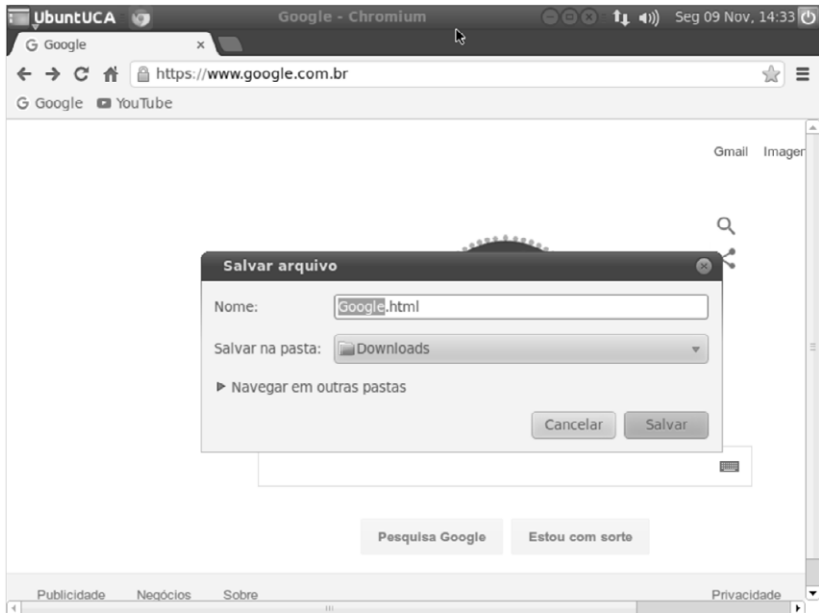 UbuntUCA
Google - Chromium
Seg 09 Nov, 14:33
Google
https://www.google.com.br
Google YouTube
Gmail Imagen
Salvar arquivo
Nome: Google.html
Salvar na pasta: Downloads
Navegar em outras pastas
Cancelar Salvar
Pesquisa Google Estou com sorte
Publicidade Negócios Sobre Privacidade